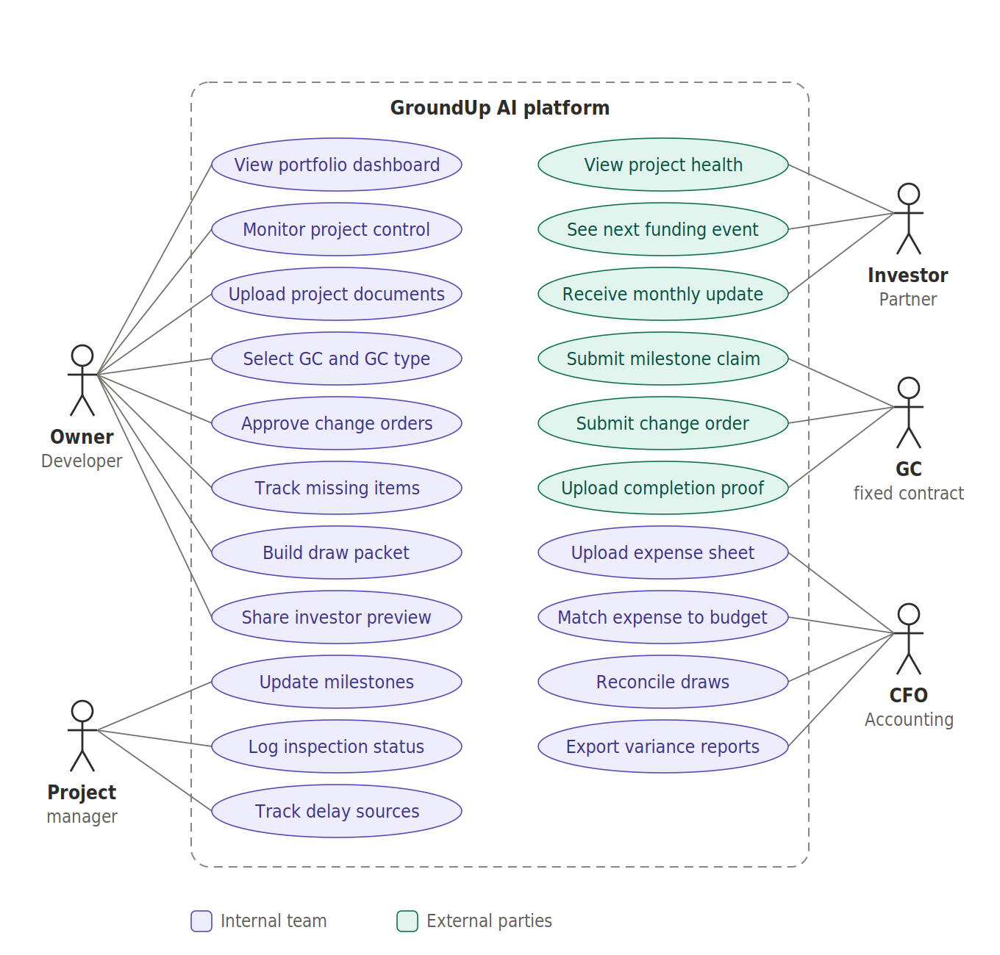 GroundUp AI platform
View portfolio dashboard
Monitor project control
Upload project documents
Select GC and GC type
Approve change orders
Track missing items
Build draw packet
Share investor preview
Update milestones
Log inspection status
Track delay sources
View project health
See next funding event
Receive monthly update
Submit milestone claim
Submit change order
Upload completion proof
Upload expense sheet
Match expense to budget
Reconcile draws
Export variance reports
Owner
Developer
Project
manager
Investor
Partner
GC
fixed contract
CFO
Accounting
Internal team
External parties